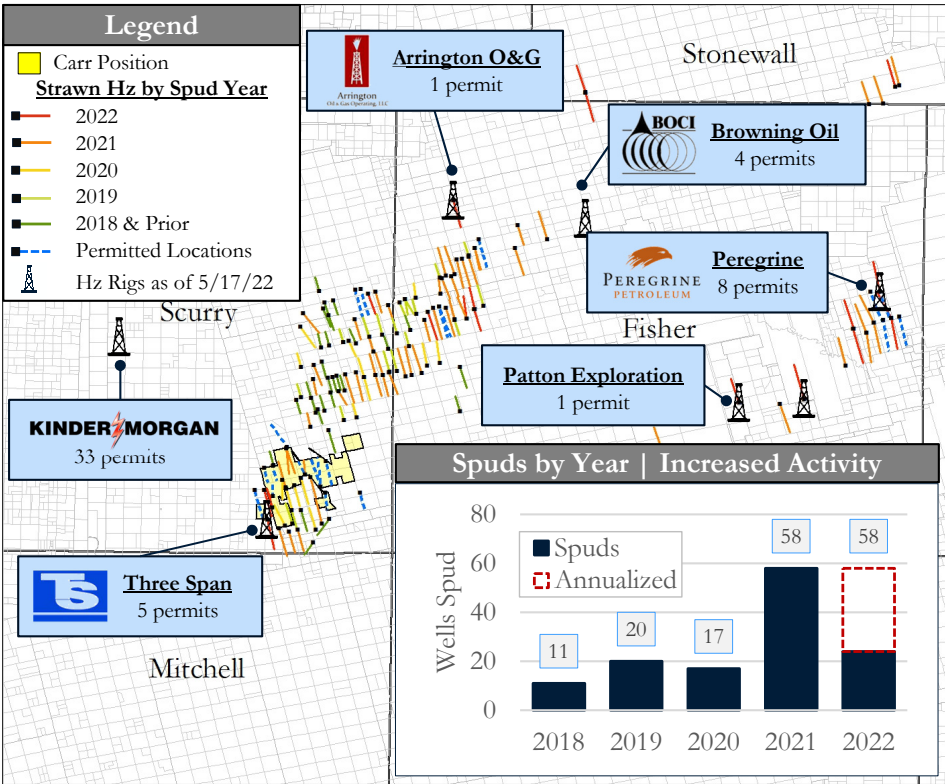 Legend
Carr Position
Strawn Hz by Spud Year
2022
2021
2020
2019
2018 & Prior
Permitted Locations
Hz Rigs as of 5/17/22
Arrington
Oil & Gas Operating, LLC
Arrington O&G
1 permit
Stonewall
BOCI
Browning Oil
4 permits
PEREGRINE
PETROLEUM
Peregrine
8 permits
Scurry
Fisher
Patton Exploration
1 permit
KINDER MORGAN
33 permits
TS
Three Span
5 permits
Mitchell
Spuds by Year | Increased Activity
Wells Spud
80
60
40
20
0
Spuds
Annualized
11
20
17
58
58
2018
2019
2020
2021
2022